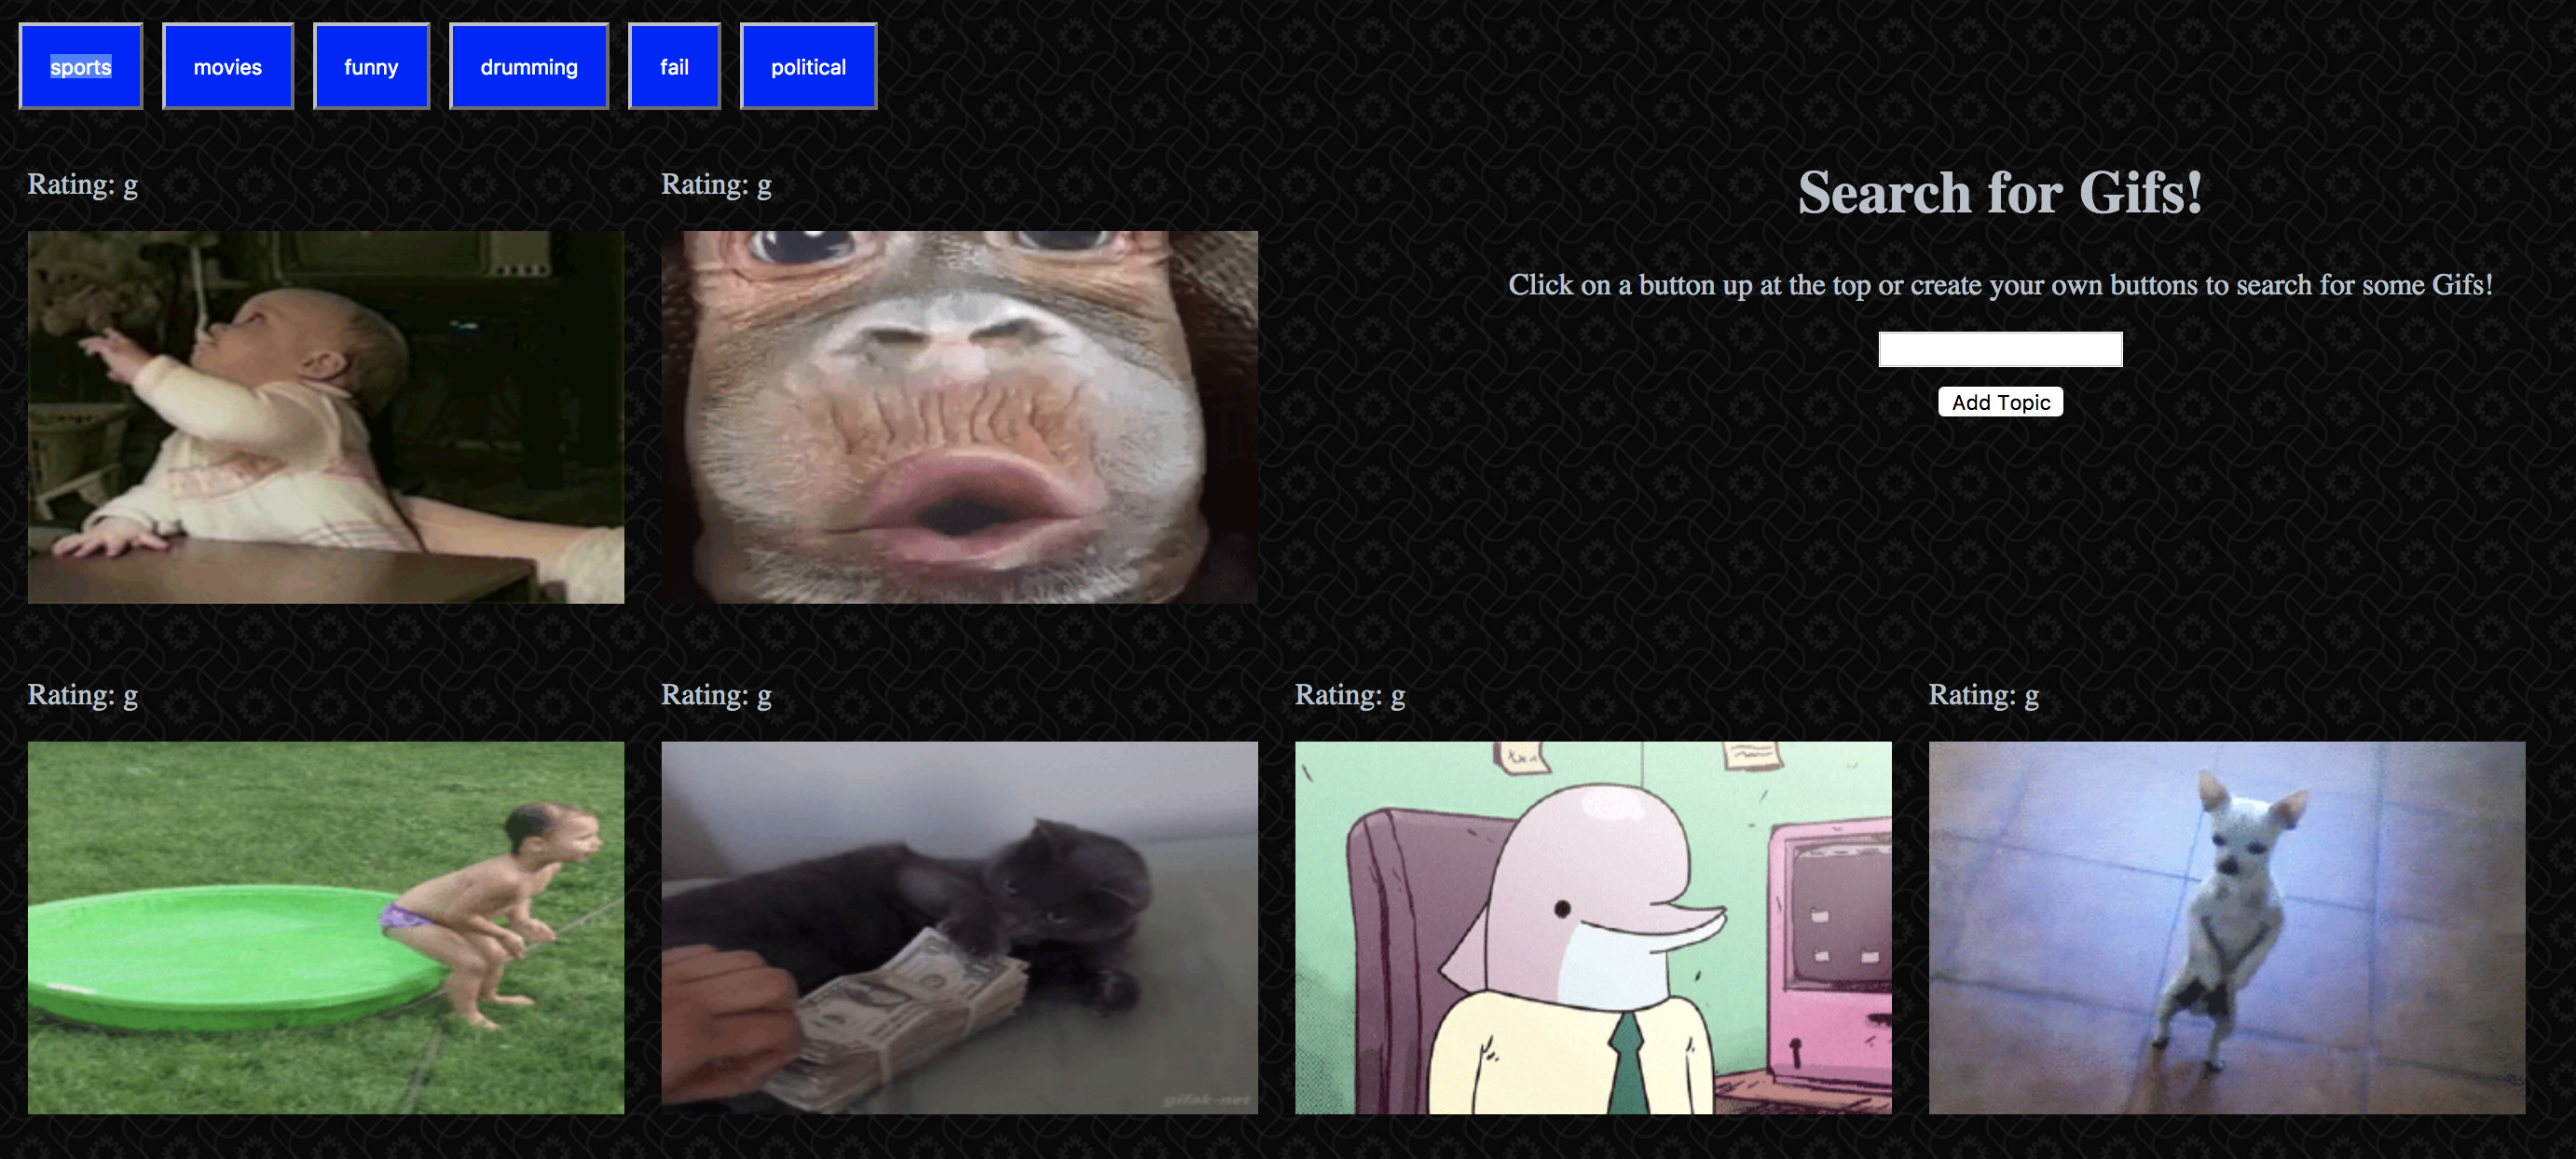 sports movies funny drumming fail political
Rating: g Rating: g
Search for Gifs!
Click on a button up at the top or create your own buttons to search for some Gifs!
Add Topic
Rating: g Rating: g Rating: g Rating: g
gifak-net